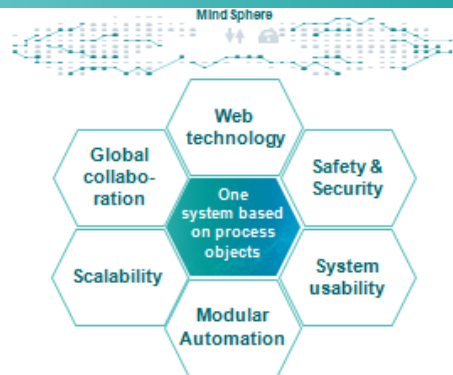 MindSphere
Web
technology
Global
collabo-
ration
Safety &
Security
One
system based
on process
objects
Scalability
System
usability
Modular
Automation